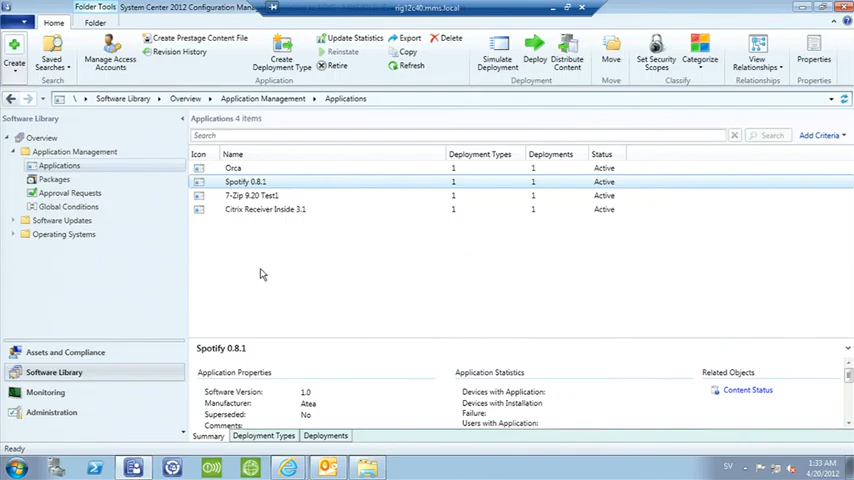 Folder Tools System Center 2012 Configuration Ma
rig12c40.mms.local
Home Folder
Create
Saved Searches
Search
Manage Access Accounts
Create Prestage Content File
Revision History
Create Deployment Type
Update Statistics
Reinstate
Retire
Export
Copy
Refresh
Delete
Application
Simulate Deployment
Deploy
Distribute Content
Deployment
Move
Move
Set Security Scopes
Categorize
Classify
View Relationships
Relationships
Properties
Properties
\ Software Library Overview Application Management Applications
Software Library
Overview
Application Management
Applications
Packages
Approval Requests
Global Conditions
Software Updates
Operating Systems
Assets and Compliance
Software Library
Monitoring
Administration
Applications 4 items
Search
Search
Add Criteria
Icon Name Deployment Types Deployments Status
Orca 1 1 Active
Spotify 0.8.1 1 1 Active
7-Zip 9.20 Test1 1 1 Active
Citrix Receiver Inside 3.1 1 1 Active
Spotify 0.8.1
Application Properties
Software Version: 1.0
Manufacturer: Atea
Superseded: No
Comments:
Application Statistics
Devices with Application:
Devices with Installation
Failure:
Users with Application:
Related Objects
Content Status
Summary Deployment Types Deployments
Ready
SV
1:33 AM
4/20/2012